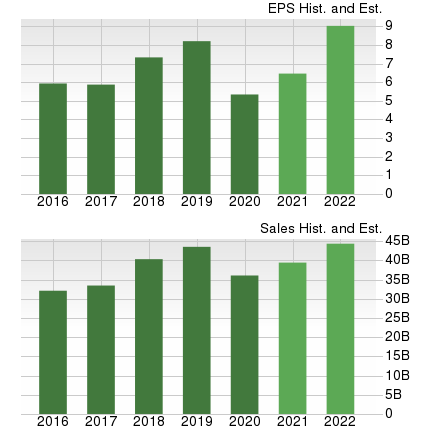 EPS Hist. and Est.
9
8
7
6
5
4
3
2
1
0
2016 2017 2018 2019 2020 2021 2022
Sales Hist. and Est.
45B
40B
35B
30B
25B
20B
15B
10B
5B
0
2016 2017 2018 2019 2020 2021 2022